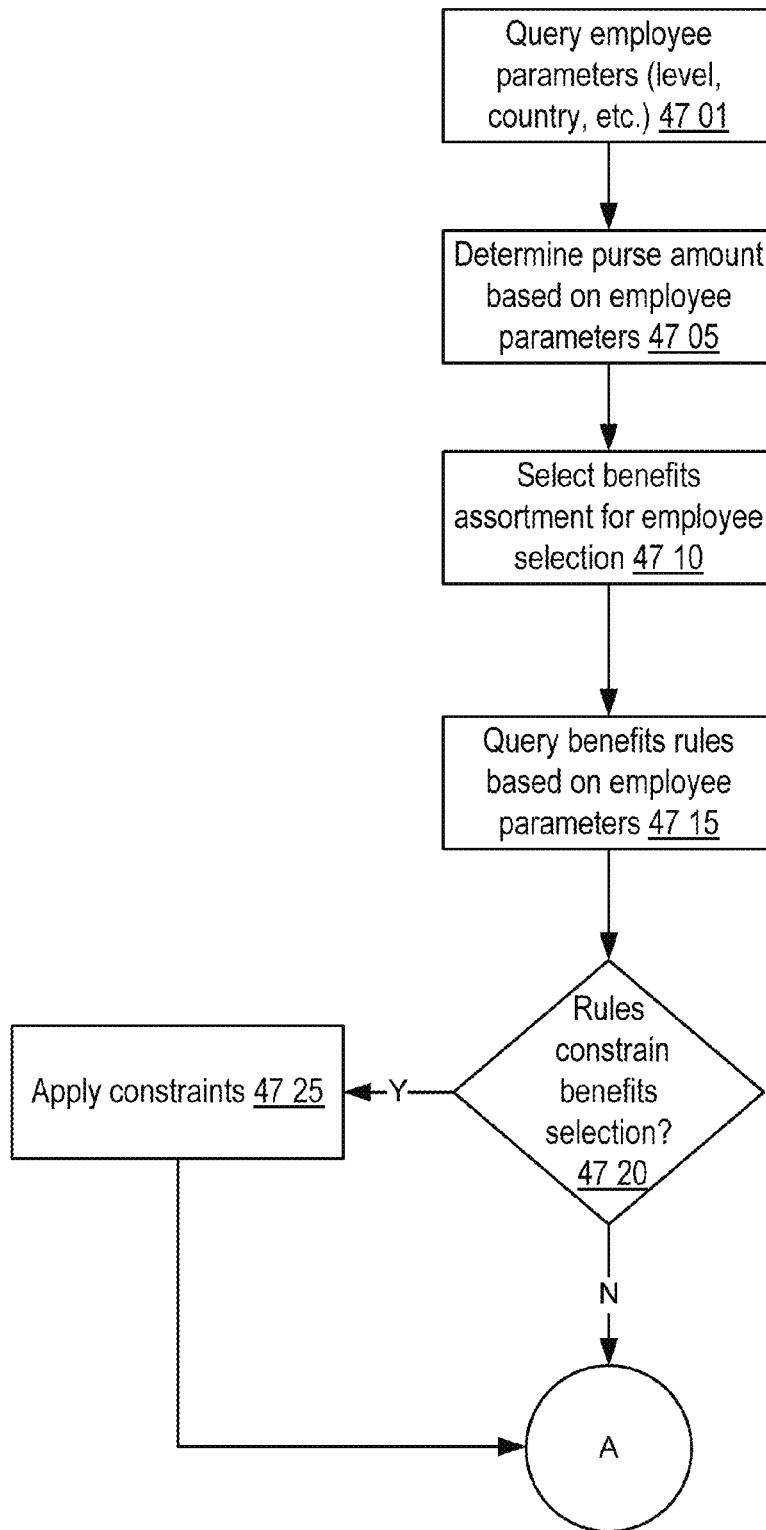 Query employee
parameters (level,
country, etc.) 47 01
Determine purse amount
based on employee
parameters 47 05
Select benefits
assortment for employee
selection 47 10
Query benefits rules
based on employee
parameters 47 15
Rules
constrain
benefits
selection?
47 20
Apply constraints 47 25
Y
N
A